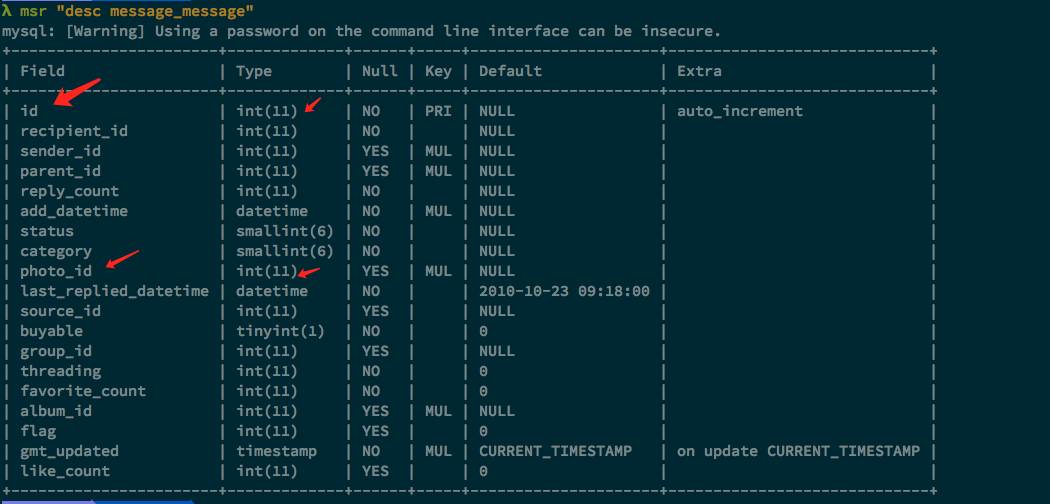 λ msr "desc message_message"
mysql: [Warning] Using a password on the command line interface can be insecure.
+-----------------------+-------------+------+-----+---------------------+-----------------------------+
| Field | Type | Null | Key | Default | Extra |
+-----------------------+-------------+------+-----+---------------------+-----------------------------+
| id | int(11) | NO | PRI | NULL | auto_increment |
| recipient_id | int(11) | NO | | NULL | |
| sender_id | int(11) | YES | MUL | NULL | |
| parent_id | int(11) | YES | MUL | NULL | |
| reply_count | int(11) | NO | | NULL | |
| add_datetime | datetime | NO | MUL | NULL | |
| status | smallint(6) | NO | | NULL | |
| category | smallint(6) | NO | | NULL | |
| photo_id | int(11) | YES | MUL | NULL | |
| last_replied_datetime | datetime | NO | | 2010-10-23 09:18:00 | |
| source_id | int(11) | YES | | NULL | |
| buyable | tinyint(1) | NO | | 0 | |
| group_id | int(11) | YES | | NULL | |
| threading | int(11) | NO | | 0 | |
| favorite_count | int(11) | NO | | 0 | |
| album_id | int(11) | YES | MUL | NULL | |
| flag | int(11) | YES | | 0 | |
| gmt_updated | timestamp | NO | MUL | CURRENT_TIMESTAMP | on update CURRENT_TIMESTAMP |
| like_count | int(11) | YES | | 0 | |
+-----------------------+-------------+------+-----+---------------------+-----------------------------+